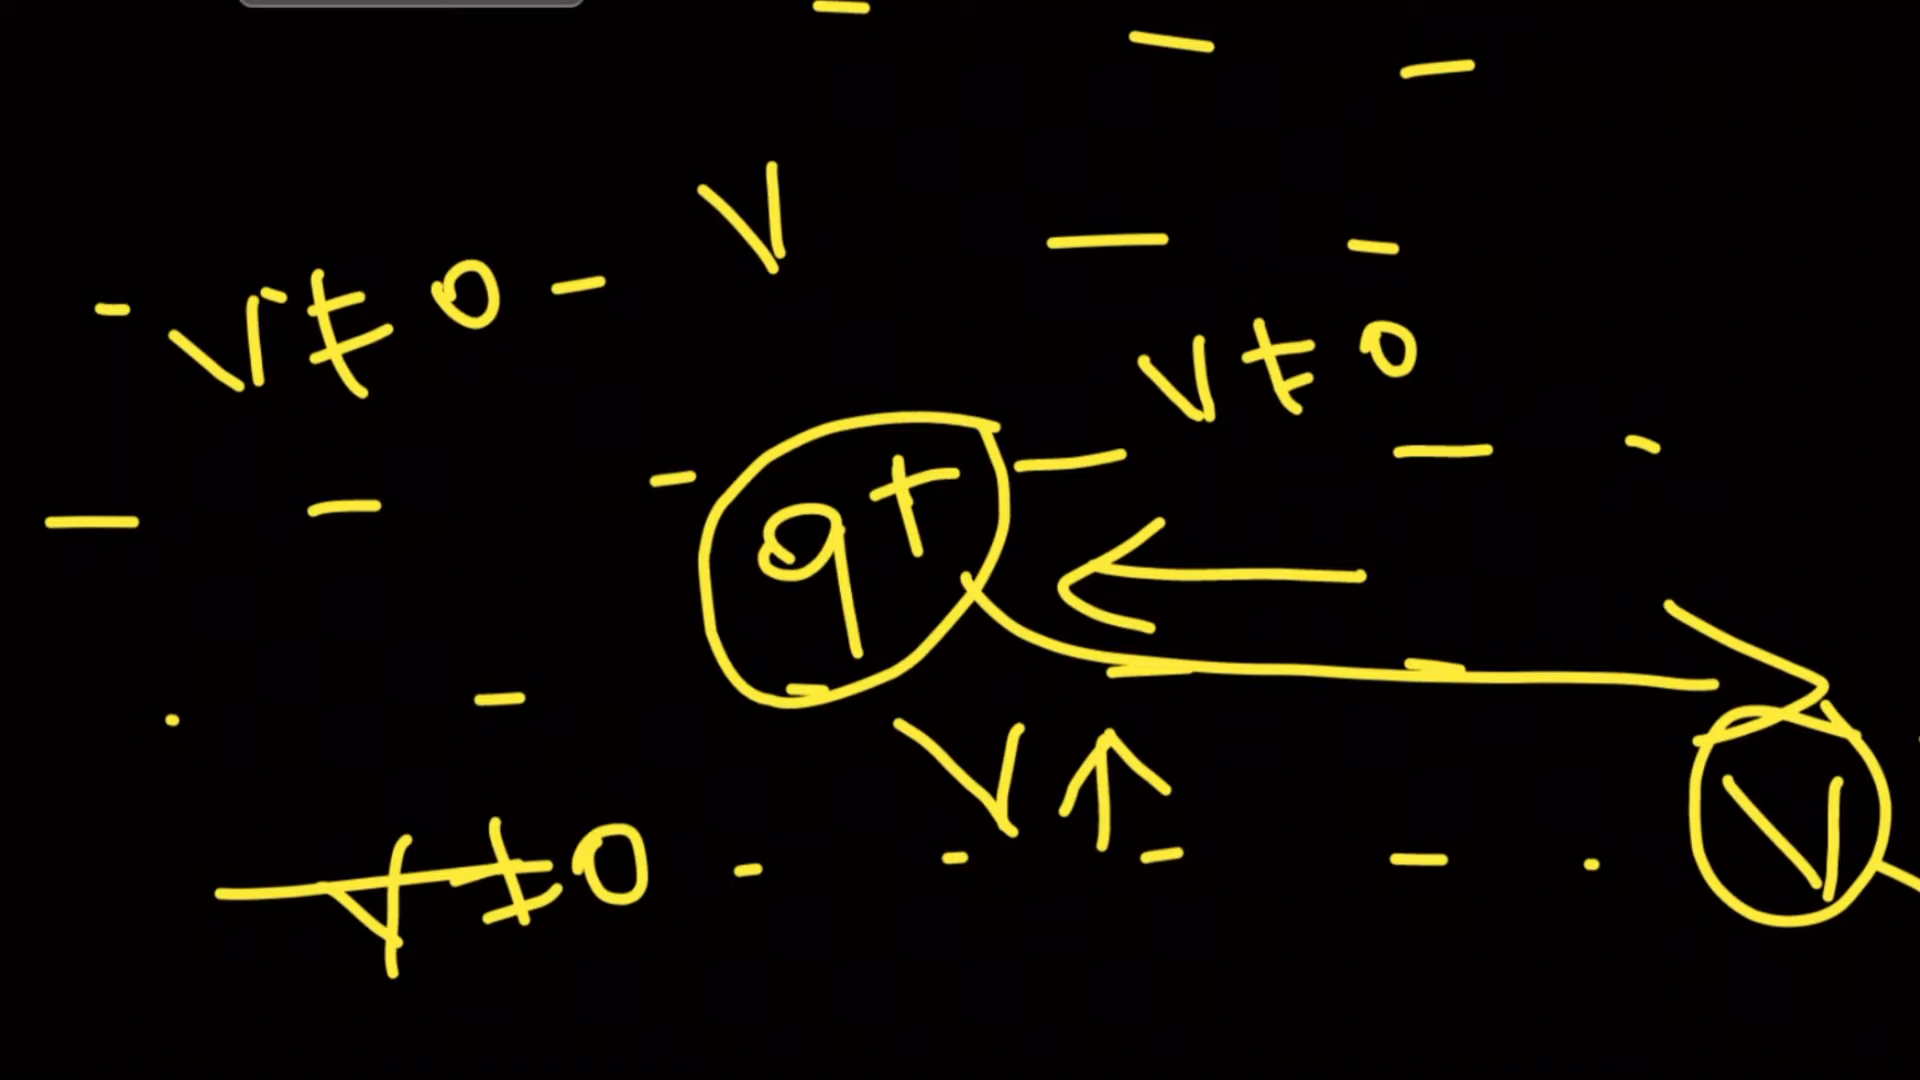 V
V ≠ 0
V ≠ 0
q+
V ↑
V
V ≠ 0